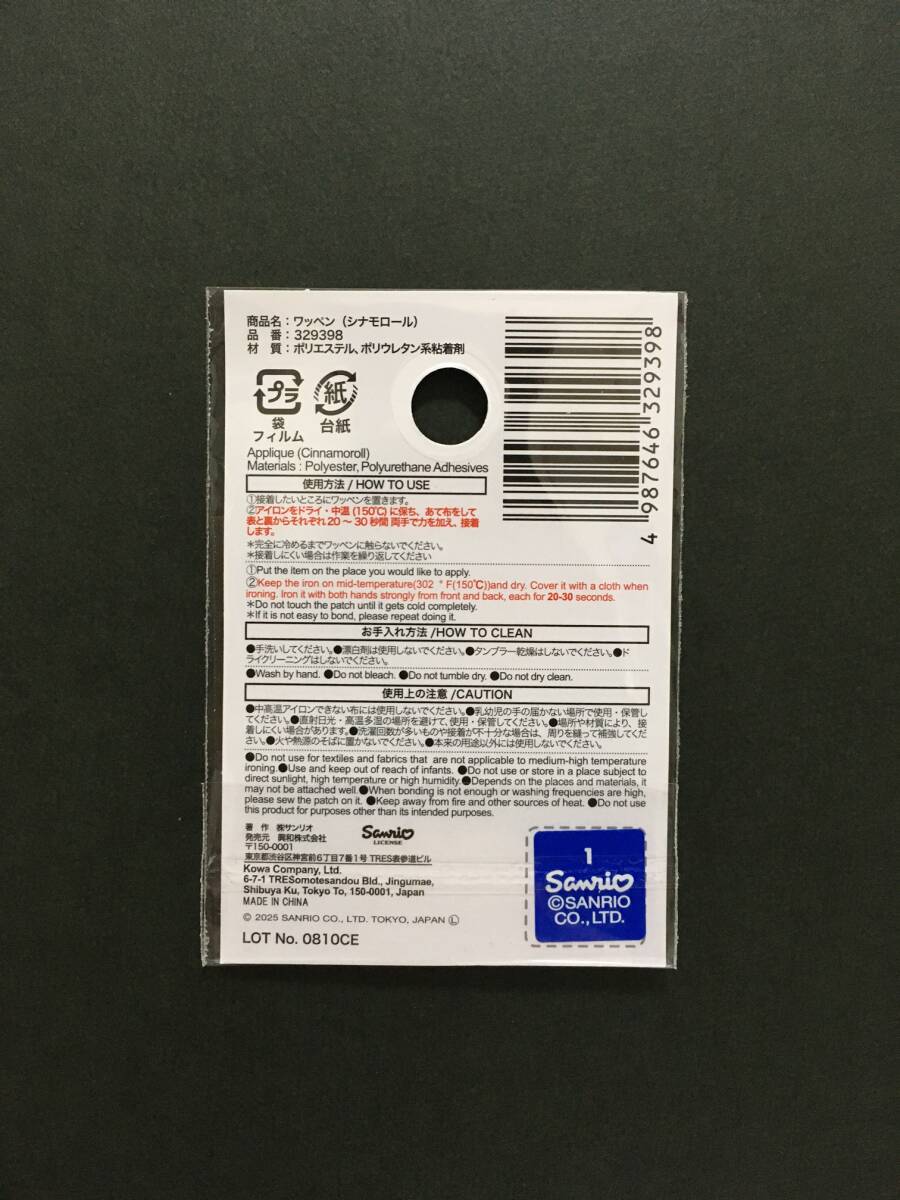 商品名：ワッペン（シナモロール）
品　番：329398
材　質：ポリエステル、ポリウレタン系粘着剤
プラ
袋
フィルム
紙
台紙
4 987646 329398
Applique (Cinnamoroll)
Materials : Polyester, Polyurethane Adhesives
使用方法 / HOW TO USE
①接着したいところにワッペンを置きます。
②アイロンをドライ・中温 (150℃) に保ち、あて布をして
表と裏からそれぞれ 20 ～ 30 秒間 両手で力を加え、接着
します。
＊完全に冷めるまでワッペンに触らないでください。
＊接着しにくい場合は作業を繰り返してください
①Put the item on the place you would like to apply.
②Keep the iron on mid-temperature(302 ° F(150℃))and dry. Cover it with a cloth when
ironing. Iron it with both hands strongly from front and back, each for 20-30 seconds.
＊Do not touch the patch until it gets cold completely.
＊If it is not easy to bond, please repeat doing it.
お手入れ方法 /HOW TO CLEAN
●手洗いしてください。●漂白剤は使用しないでください。●タンブラー乾燥はしないでください。●ド
ライクリーニングはしないでください。
●Wash by hand. ●Do not bleach. ●Do not tumble dry. ●Do not dry clean.
使用上の注意 /CAUTION
●中高温アイロンできない布には使用しないでください。●乳幼児の手の届かない場所で使用・保管し
てください。●直射日光・高温多湿の場所を避けて、使用・保管してください。●場所や材質により、接
着しにくい場合があります。●洗濯回数が多いものや接着が不十分な場合は、周りを縫って補強してくだ
さい。●火や熱源のそばに置かないでください。●本来の用途以外には使用しないでください。
●Do not use for textiles and fabrics that are not applicable to medium-high temperature
ironing.●Use and keep out of reach of infants. ●Do not use or store in a place subject to
direct sunlight, high temperature or high humidity.●Depends on the places and materials, it
may not be attached well.●When bonding is not enough or washing frequencies are high,
please sew the patch on it. ●Keep away from fire and other sources of heat. ●Do not use
this product for purposes other than its intended purposes.
著　作　㈱サンリオ
発売元　興和株式会社
〒150-0001
東京都渋谷区神宮前6丁目7番1号 TRES表参道ビル
Sanrio
LICENSE
Kowa Company, Ltd.
6-7-1 TRESomotesandou Bld., Jingumae,
Shibuya Ku, Tokyo To, 150-0001, Japan
MADE IN CHINA
© 2025 SANRIO CO., LTD. TOKYO, JAPAN Ⓛ
LOT No. 0810CE
1
Sanrio
©SANRIO
CO., LTD.